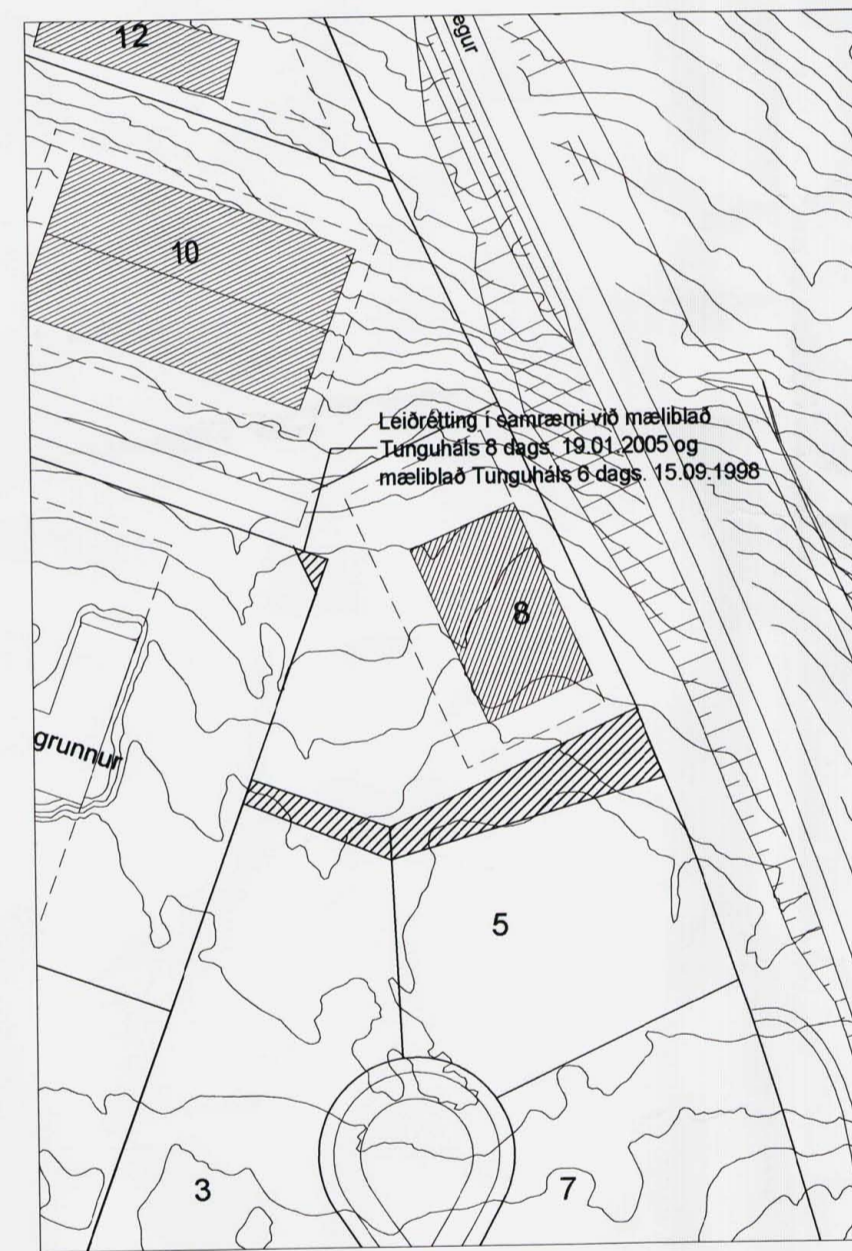 12
egur
10
Leiðrétting í samræmi við mæliblað
Tunguháls 8 dags. 19.01.2005 og
mæliblað Tunguháls 6 dags. 15.09.1998
8
grunnur
5
3
7